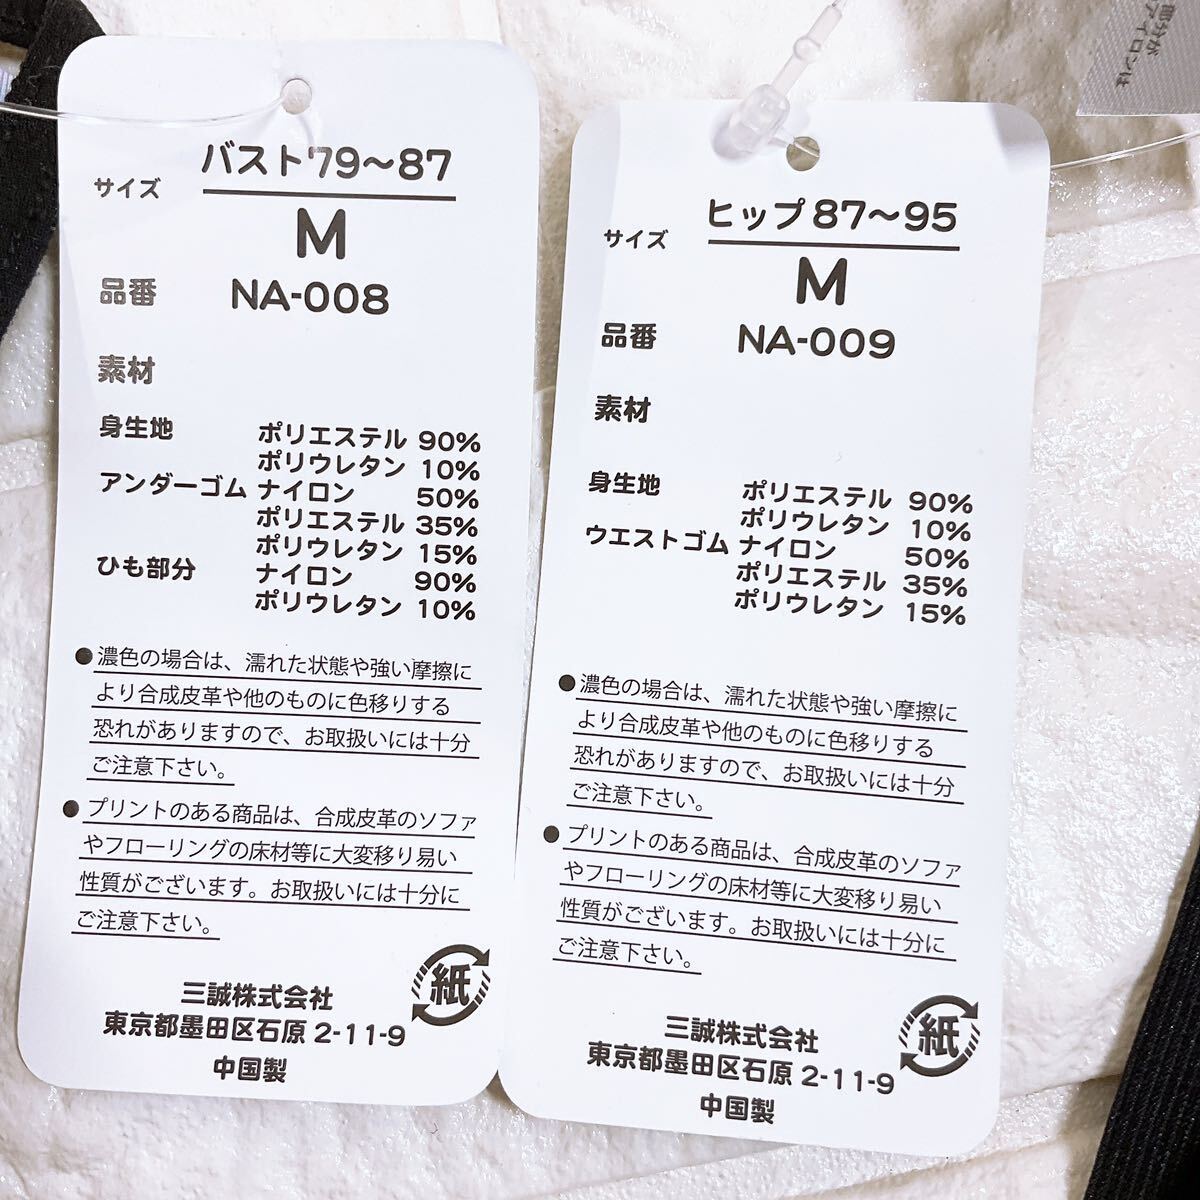 バスト79〜87
サイズ
M
品番 NA-008
素材
身生地 ポリエステル 90%
ポリウレタン 10%
アンダーゴム ナイロン 50%
ポリエステル 35%
ポリウレタン 15%
ひも部分 ナイロン 90%
ポリウレタン 10%
●濃色の場合は、濡れた状態や強い摩擦に
より合成皮革や他のものに色移りする
恐れがありますので、お取扱いには十分
ご注意下さい。
●プリントのある商品は、合成皮革のソファ
やフローリングの床材等に大変移り易い
性質がございます。お取扱いには十分に
ご注意下さい。
紙
三誠株式会社
東京都墨田区石原 2-11-9
中国製
ヒップ 87〜95
サイズ
M
品番 NA-009
素材
身生地 ポリエステル 90%
ポリウレタン 10%
ウエストゴム ナイロン 50%
ポリエステル 35%
ポリウレタン 15%
●濃色の場合は、濡れた状態や強い摩擦に
より合成皮革や他のものに色移りする
恐れがありますので、お取扱いには十分
ご注意下さい。
●プリントのある商品は、合成皮革のソファ
やフローリングの床材等に大変移り易い
性質がございます。お取扱いには十分に
ご注意下さい。
紙
三誠株式会社
東京都墨田区石原 2-11-9
中国製
部分が
アイロンは